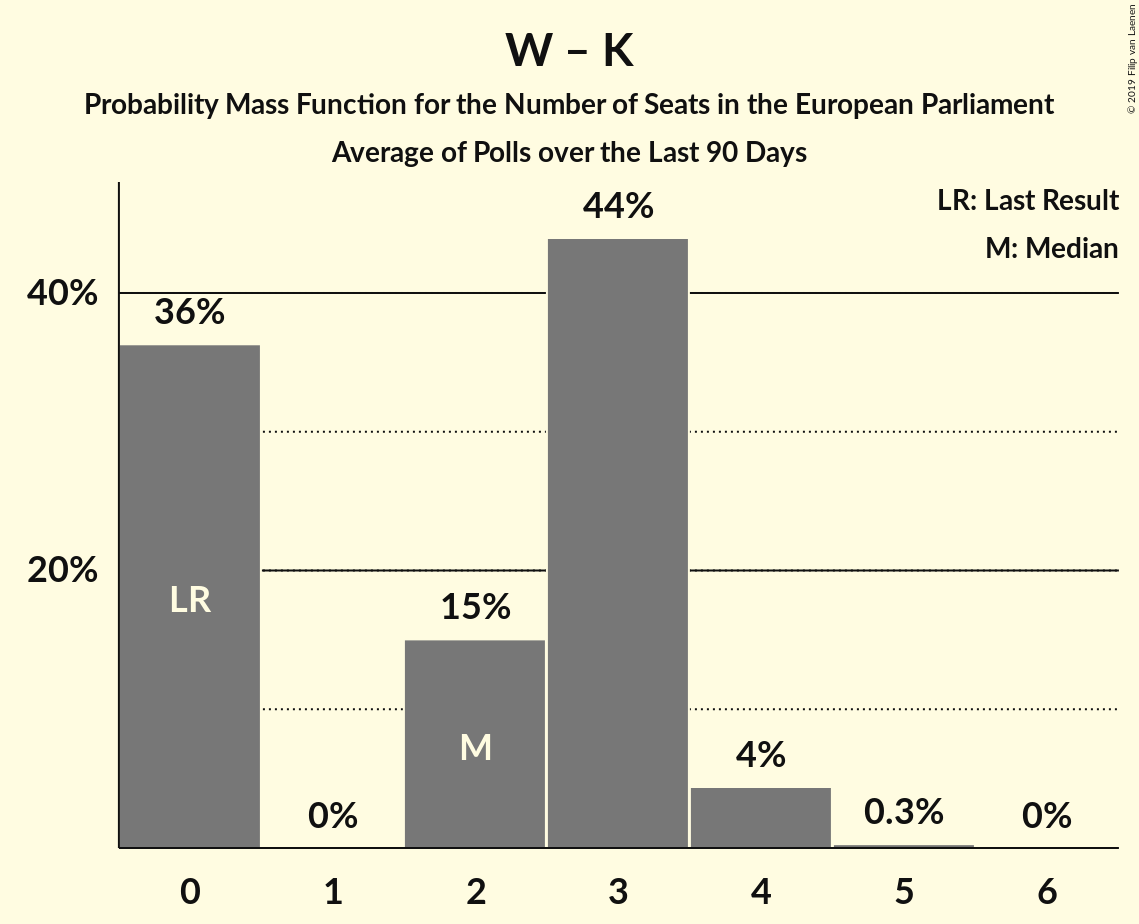 W – K
Probability Mass Function for the Number of Seats in the European Parliament
Average of Polls over the Last 90 Days
© 2019 Filip van Laenen
LR: Last Result
M: Median
44%
40%
36%
20%
LR
15%
M
4%
0%
0.3%
0%
0 1 2 3 4 5 6